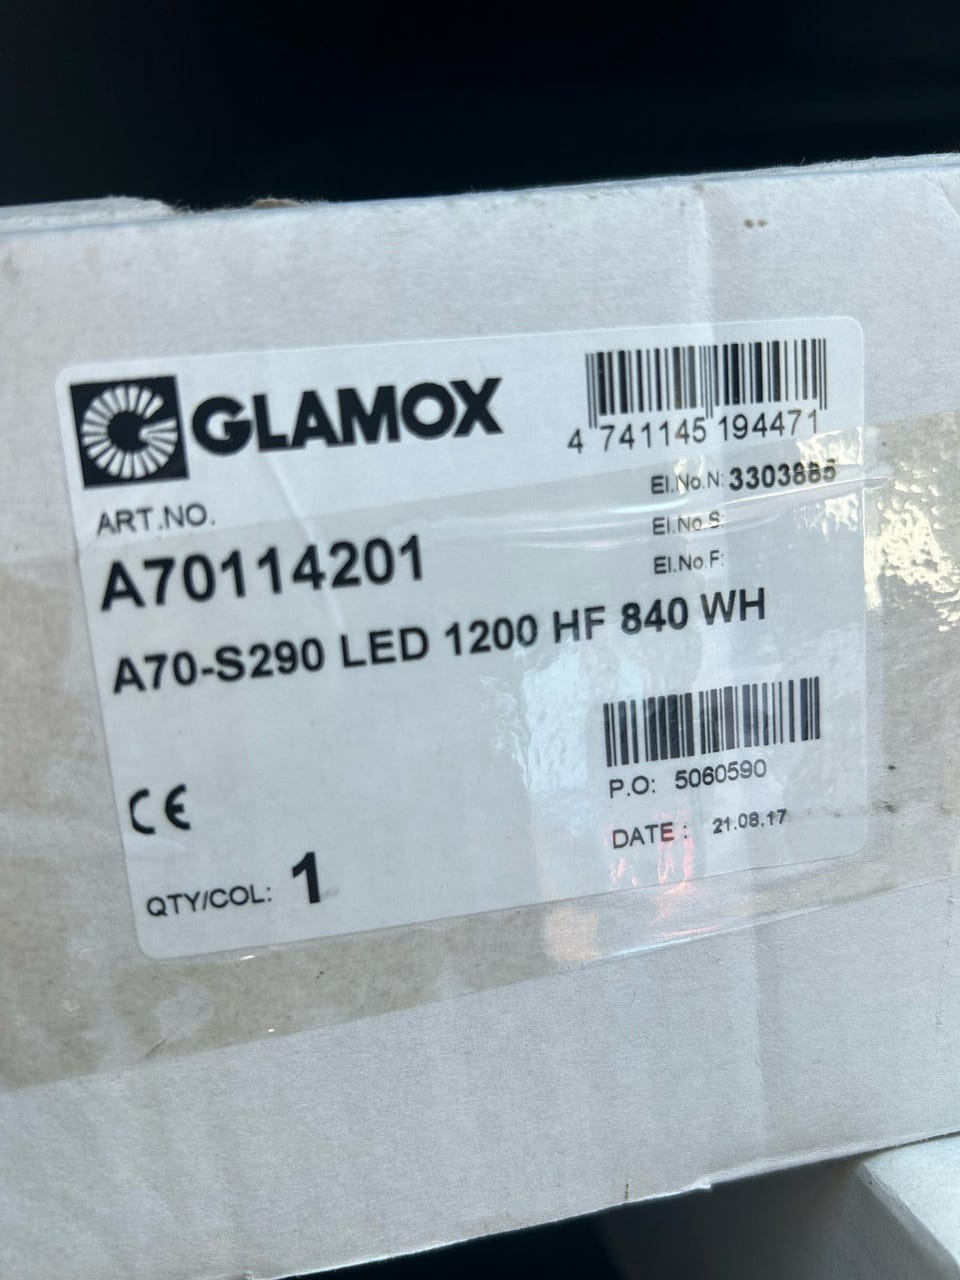 GLAMOX
4 741145 194471
El.No.N: 3303885
ART.NO.
El.No.S:
A70114201
El.No.F:
A70-S290 LED 1200 HF 840 WH
P.O: 5060590
CE
DATE : 21.08.17
QTY/COL: 1